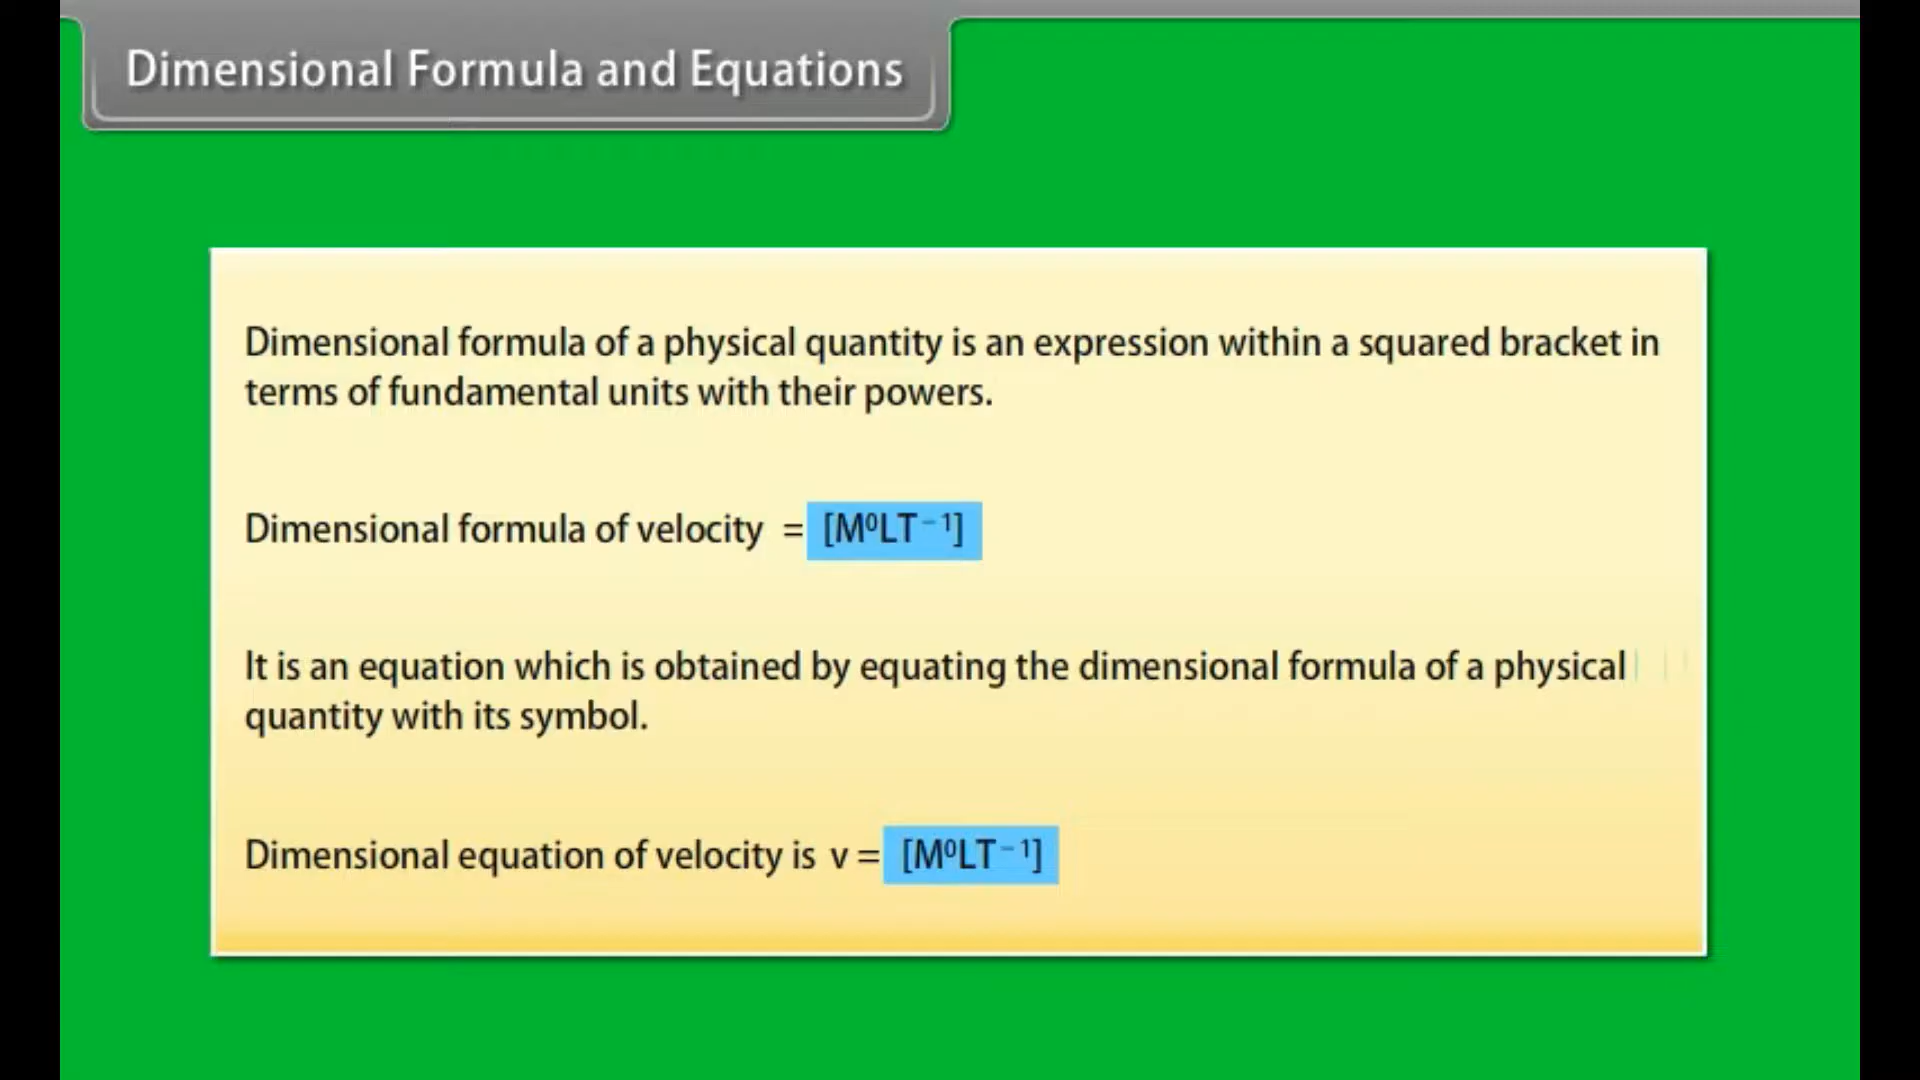 Dimensional Formula and Equations
Dimensional formula of a physical quantity is an expression within a squared bracket in
terms of fundamental units with their powers.
Dimensional formula of velocity = [M⁰LT⁻¹]
It is an equation which is obtained by equating the dimensional formula of a physical
quantity with its symbol.
Dimensional equation of velocity is v = [M⁰LT⁻¹]